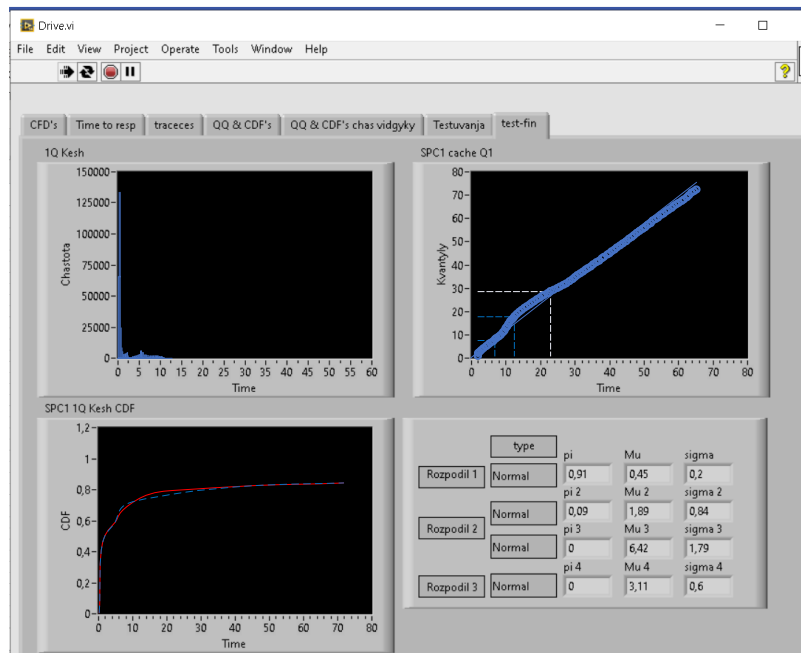 Drive.vi
File Edit View Project Operate Tools Window Help
CFD's Time to resp traceces QQ & CDF's QQ & CDF's chas vidgyky Testuvanja test-fin
1Q Kesh
150000
125000
100000
75000
50000
25000
0
Chastota
0 5 10 15 20 25 30 35 40 45 50 55 60
Time
SPC1 cache Q1
80
70
60
50
40
30
20
10
0
Kvantyly
0 10 20 30 40 50 60 70 80
Time
SPC1 1Q Kesh CDF
1,2
1
0,8
0,6
0,4
0,2
0
CDF
0 10 20 30 40 50 60 70 80
Time
type pi Mu sigma
Rozpodil 1 Normal 0,91 0,45 0,2
pi 2 Mu 2 sigma 2
Normal 0,09 1,89 0,84
Rozpodil 2 pi 3 Mu 3 sigma 3
Normal 0 6,42 1,79
pi 4 Mu 4 sigma 4
Rozpodil 3 Normal 0 3,11 0,6